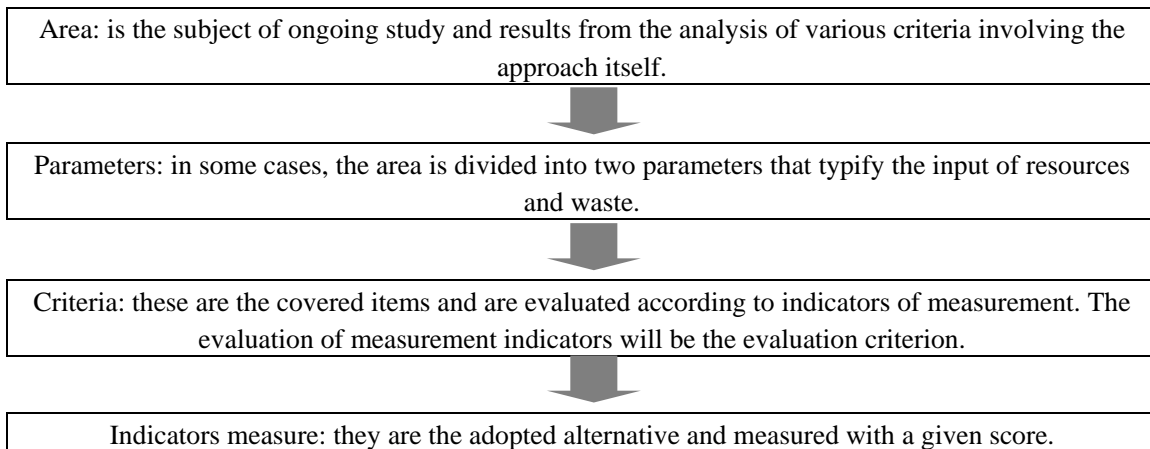 Area: is the subject of ongoing study and results from the analysis of various criteria involving the
approach itself.
Parameters: in some cases, the area is divided into two parameters that typify the input of resources
and waste.
Criteria: these are the covered items and are evaluated according to indicators of measurement. The
evaluation of measurement indicators will be the evaluation criterion.
Indicators measure: they are the adopted alternative and measured with a given score.